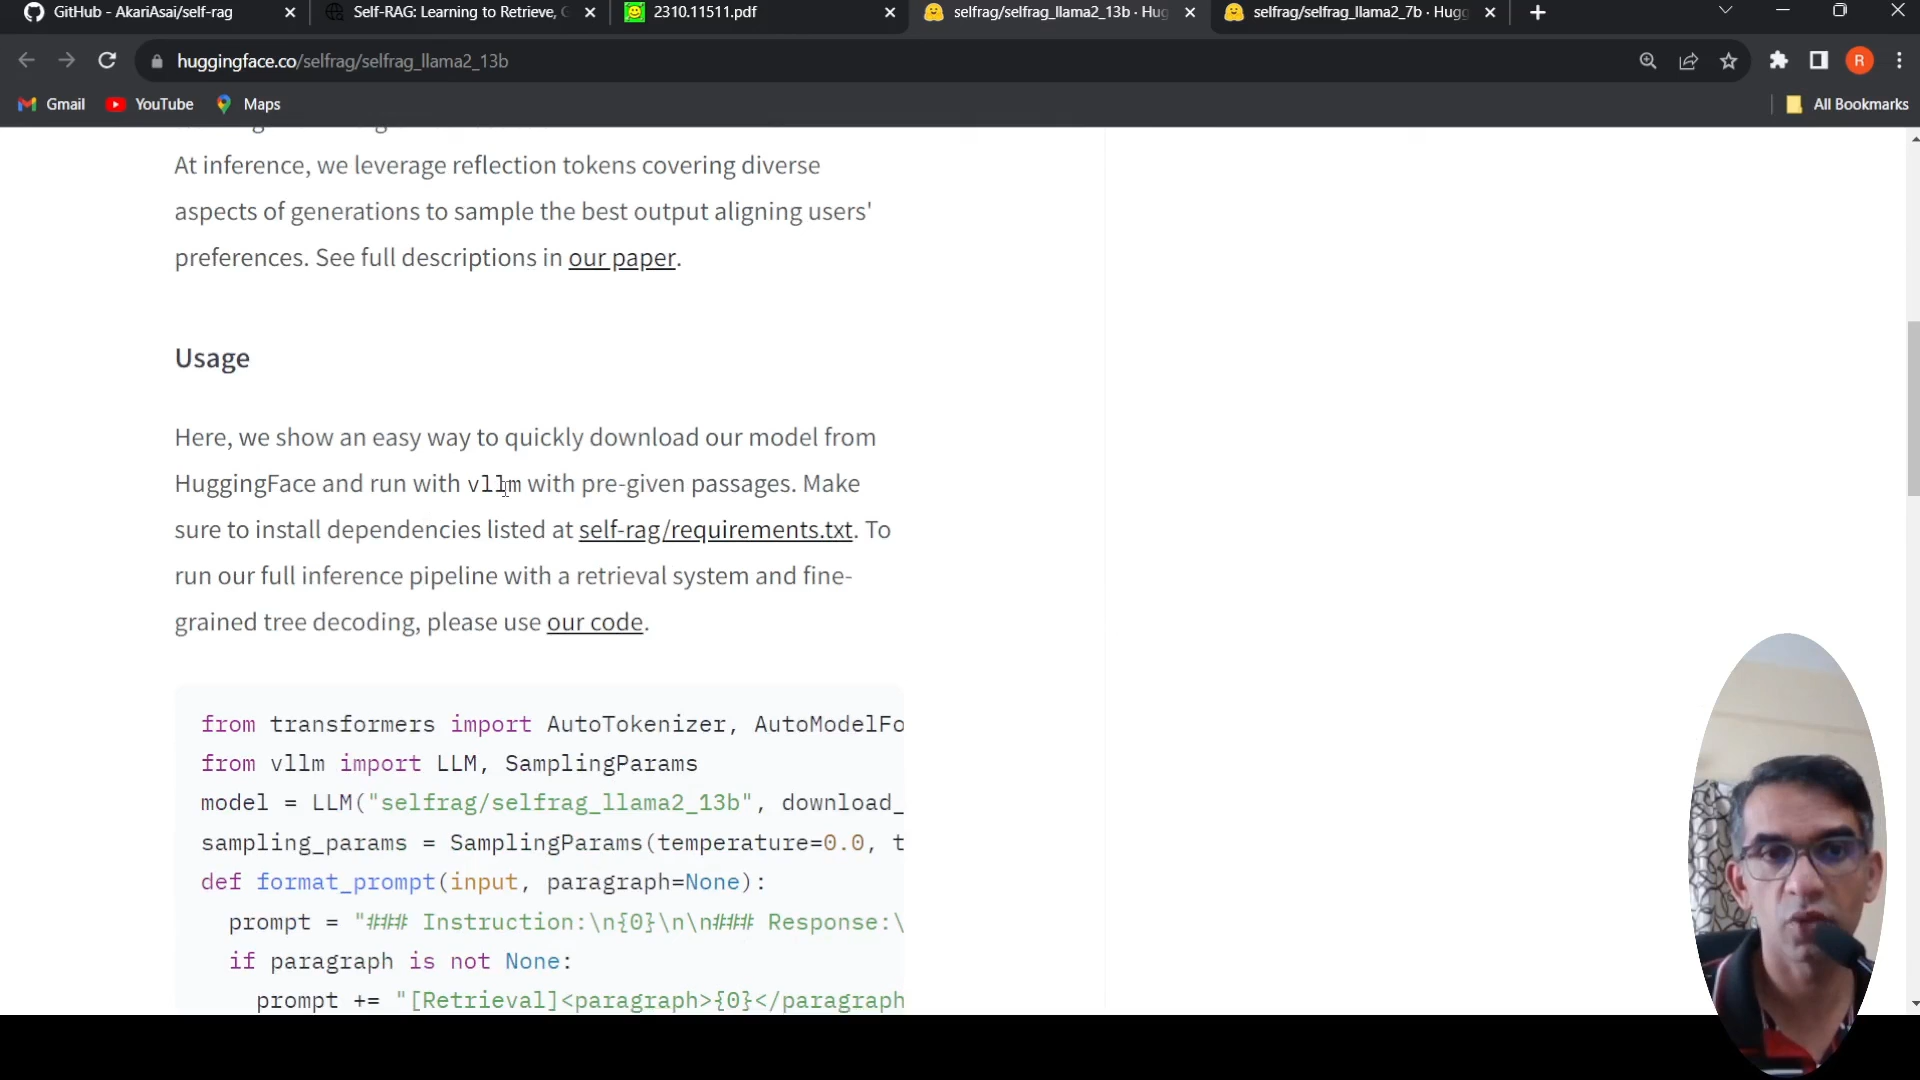 GitHub - AkariAsai/self-rag
Self-RAG: Learning to Retrieve, G
2310.11511.pdf
selfrag/selfrag_llama2_13b · Hug
selfrag/selfrag_llama2_7b · Hugg
huggingface.co/selfrag/selfrag_llama2_13b
R
Gmail
YouTube
Maps
All Bookmarks
At inference, we leverage reflection tokens covering diverse
aspects of generations to sample the best output aligning users'
preferences. See full descriptions in our paper.
Usage
Here, we show an easy way to quickly download our model from
HuggingFace and run with vllm with pre-given passages. Make
sure to install dependencies listed at self-rag/requirements.txt. To
run our full inference pipeline with a retrieval system and fine-
grained tree decoding, please use our code.
from transformers import AutoTokenizer, AutoModelFo
from vllm import LLM, SamplingParams
model = LLM("selfrag/selfrag_llama2_13b", download_
sampling_params = SamplingParams(temperature=0.0, t
def format_prompt(input, paragraph=None):
prompt = "### Instruction:\n{0}\n\n### Response:\
if paragraph is not None:
prompt += "[Retrieval]<paragraph>{0}</paragraph